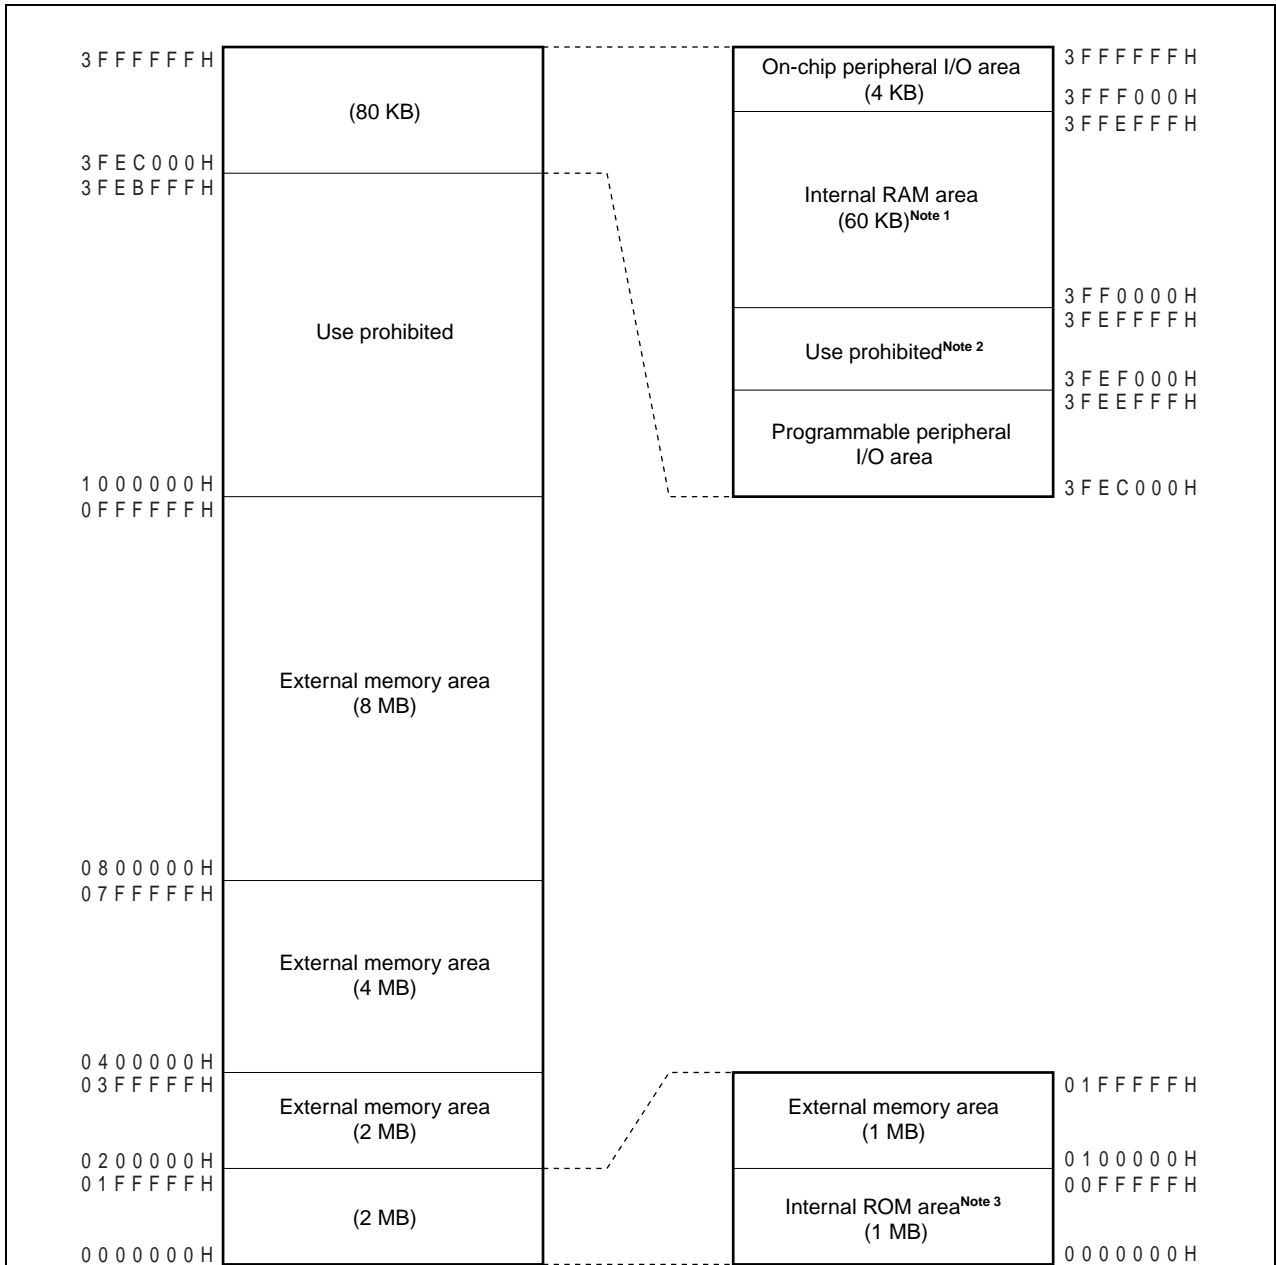 3FFFFFFH
(80 KB)
3FEC000H
3FEBFFFH
Use prohibited
1000000H
0FFFFFFH
External memory area
(8 MB)
0800000H
07FFFFFH
External memory area
(4 MB)
0400000H
03FFFFFH
External memory area
(2 MB)
0200000H
01FFFFFH
(2 MB)
0000000H
On-chip peripheral I/O area
(4 KB)
3FFFFFFH
3FFF000H
3FFEFFFH
Internal RAM area
(60 KB)Note 1
3FF0000H
3FEFFFFH
Use prohibitedNote 2
3FEF000H
3FEEFFFH
Programmable peripheral
I/O area
3FEC000H
01FFFFFH
External memory area
(1 MB)
0100000H
00FFFFFH
Internal ROM areaNote 3
(1 MB)
0000000H